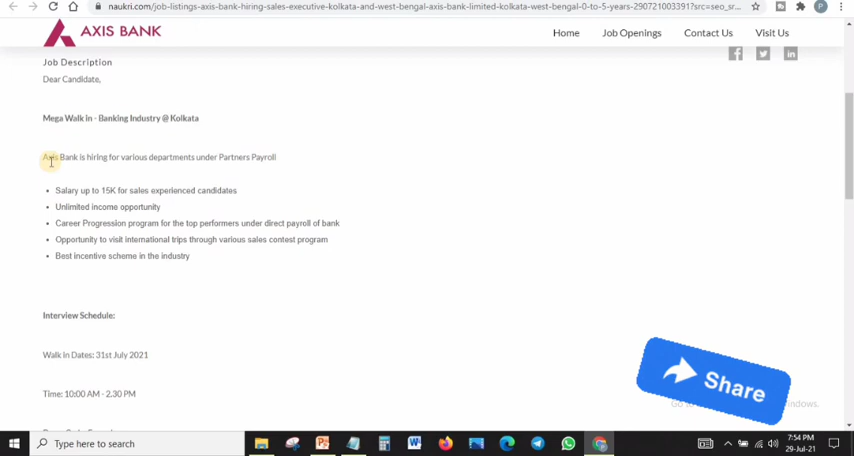 naukri.com/job-listings-axis-bank-hiring-sales-executive-kolkata-and-west-bengal-axis-bank-limited-kolkata-west-bengal-0-to-5-years-290721003391?src=seo_sr...
P
AXIS BANK
Home Job Openings Contact Us Visit Us
Job Description
Dear Candidate,
Mega Walk in - Banking Industry @ Kolkata
Axis Bank is hiring for various departments under Partners Payroll
• Salary up to 15K for sales experienced candidates
• Unlimited income opportunity
• Career Progression program for the top performers under direct payroll of bank
• Opportunity to visit international trips through various sales contest program
• Best incentive scheme in the industry
Interview Schedule:
Walk in Dates: 31st July 2021
Time: 10:00 AM - 2.30 PM
Share
Go to
indows.
Type here to search
7:54 PM
29-Jul-21